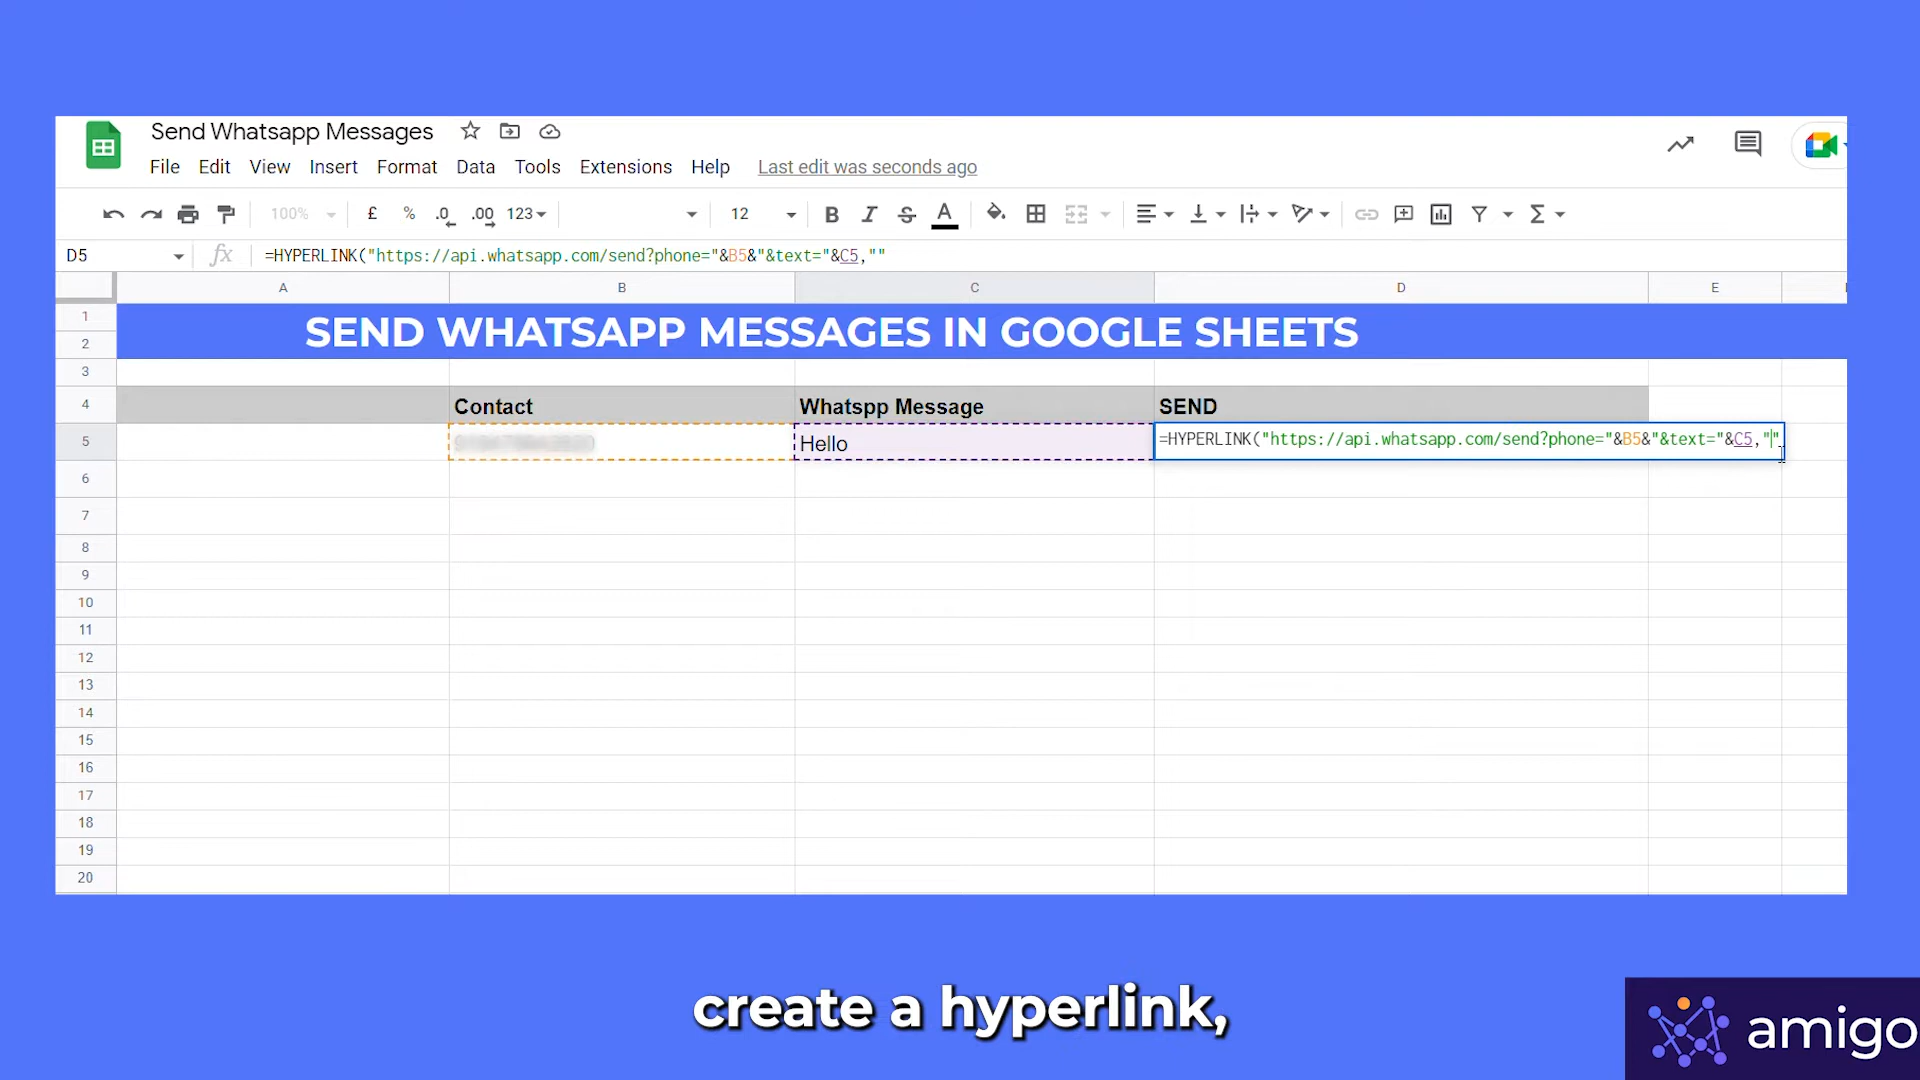 Send Whatsapp Messages
File Edit View Insert Format Data Tools Extensions Help Last edit was seconds ago
100% £ % .0 .00 123 12 B I S A Σ
D5 fx =HYPERLINK("https://api.whatsapp.com/send?phone="&B5&"&text="&C5,""
A B C D E
1 SEND WHATSAPP MESSAGES IN GOOGLE SHEETS
2
3
4 Contact Whatspp Message SEND
5 Hello =HYPERLINK("https://api.whatsapp.com/send?phone="&B5&"&text="&C5,""
6
7
8
9
10
11
12
13
14
15
16
17
18
19
20
create a hyperlink,
amigo